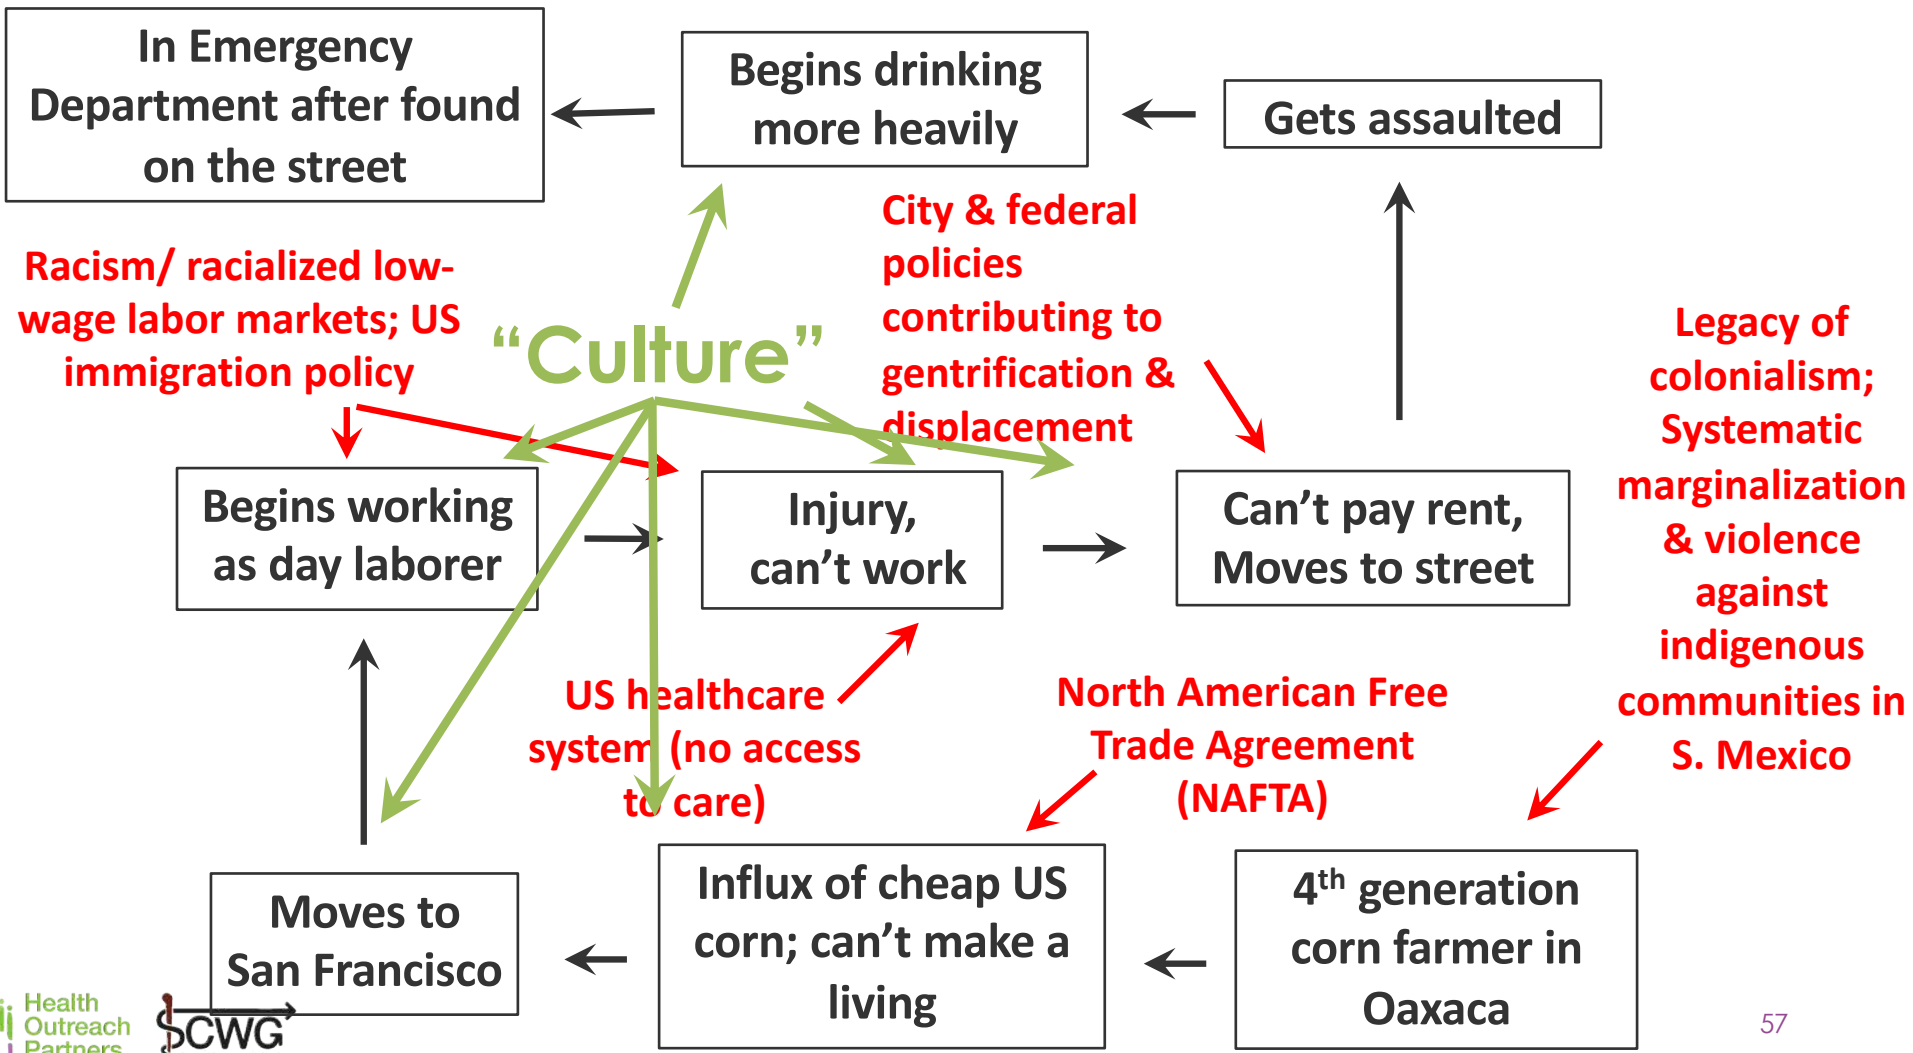 In Emergency
Department after found
on the street
Begins drinking
more heavily
Gets assaulted
Racism/ racialized low-
wage labor markets; US
immigration policy
“Culture”
City & federal
policies
contributing to
gentrification &
displacement
Legacy of
colonialism;
Systematic
marginalization
& violence
against
indigenous
communities in
S. Mexico
Begins working
as day laborer
Injury,
can’t work
Can’t pay rent,
Moves to street
US healthcare
system (no access
to care)
North American Free
Trade Agreement
(NAFTA)
Moves to
San Francisco
Influx of cheap US
corn; can’t make a
living
4th generation
corn farmer in
Oaxaca
Health
Outreach
Partners
SCWG
57